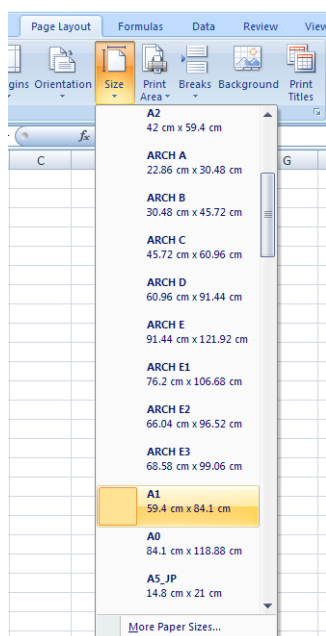 Page Layout Formulas Data Review View
gins Orientation Size Print Area Breaks Background Print Titles
fx
C G
A2
42 cm x 59.4 cm
ARCH A
22.86 cm x 30.48 cm
ARCH B
30.48 cm x 45.72 cm
ARCH C
45.72 cm x 60.96 cm
ARCH D
60.96 cm x 91.44 cm
ARCH E
91.44 cm x 121.92 cm
ARCH E1
76.2 cm x 106.68 cm
ARCH E2
66.04 cm x 96.52 cm
ARCH E3
68.58 cm x 99.06 cm
A1
59.4 cm x 84.1 cm
A0
84.1 cm x 118.88 cm
A5_JP
14.8 cm x 21 cm
More Paper Sizes...